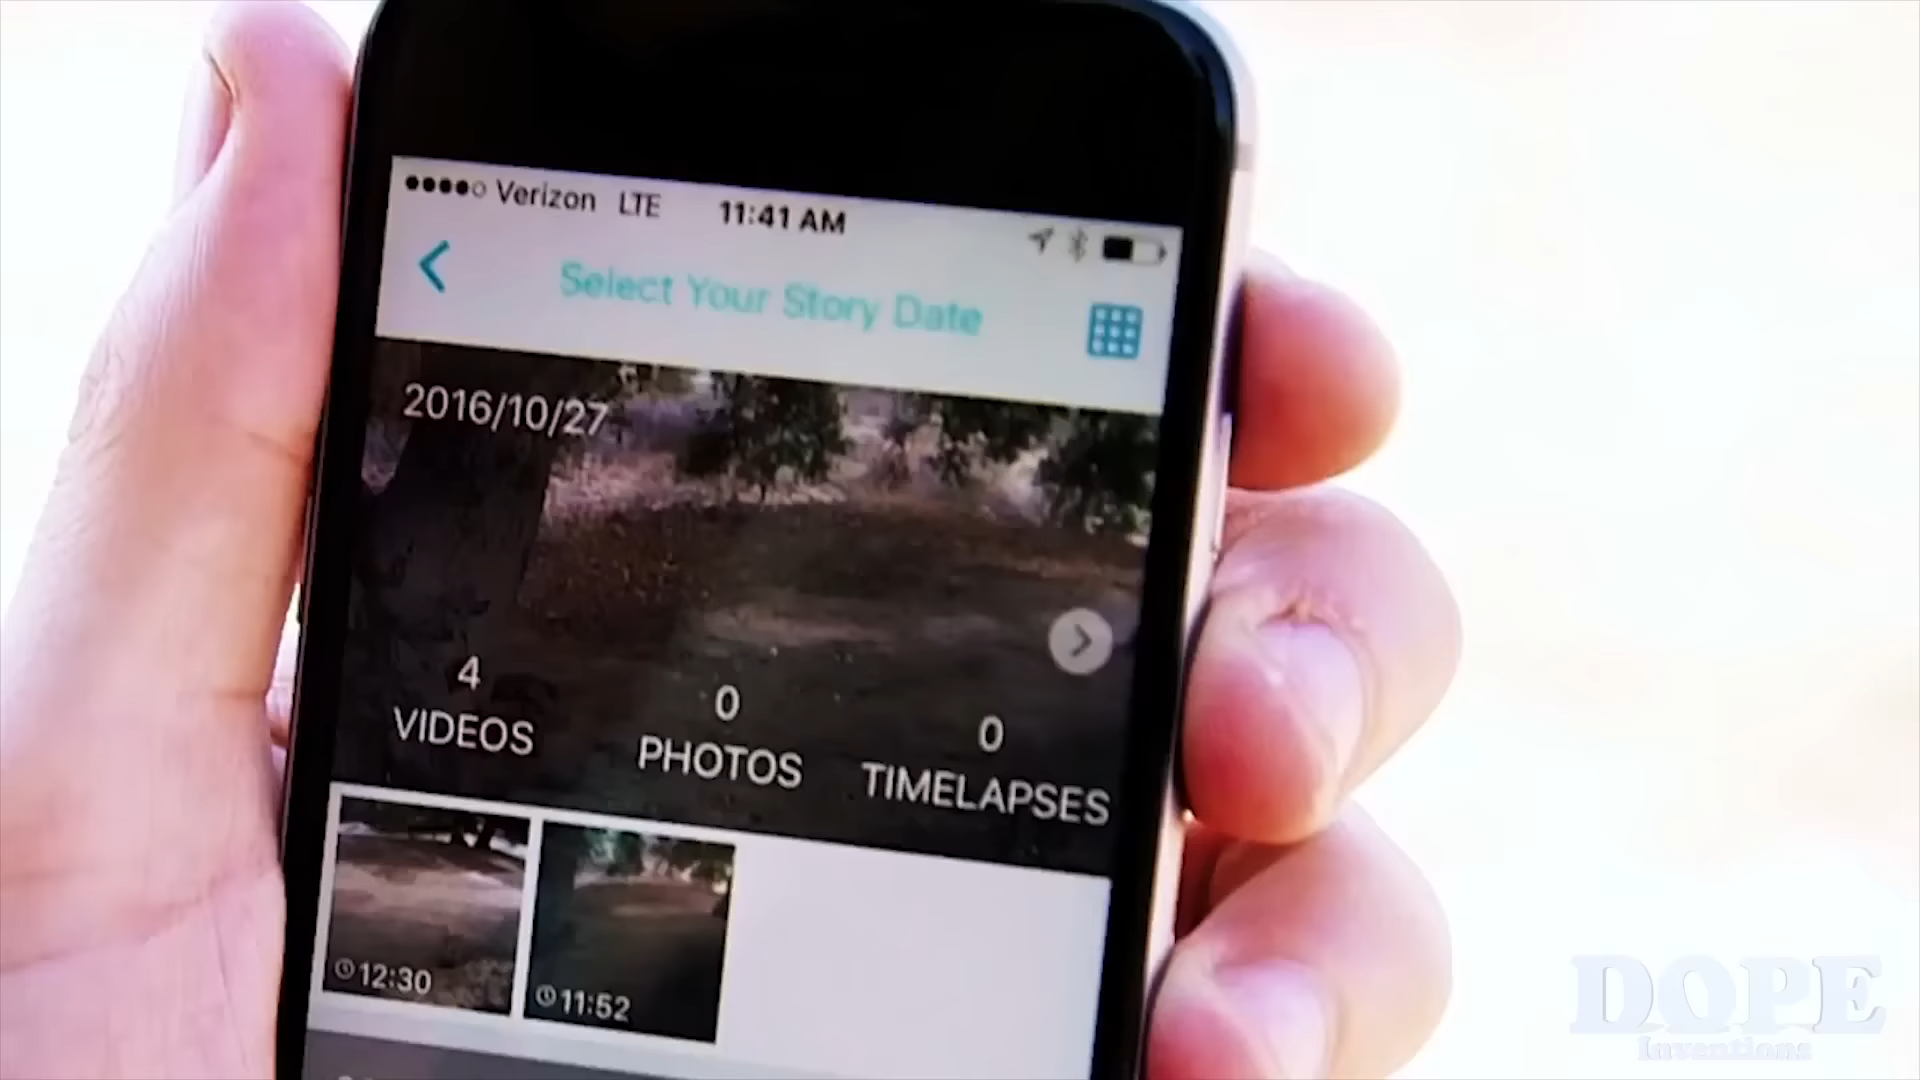 Verizon LTE 11:41 AM
Select Your Story Date
2016/10/27
4 0 0
VIDEOS PHOTOS TIMELAPSES
12:30 11:52
DOPE
Inventions